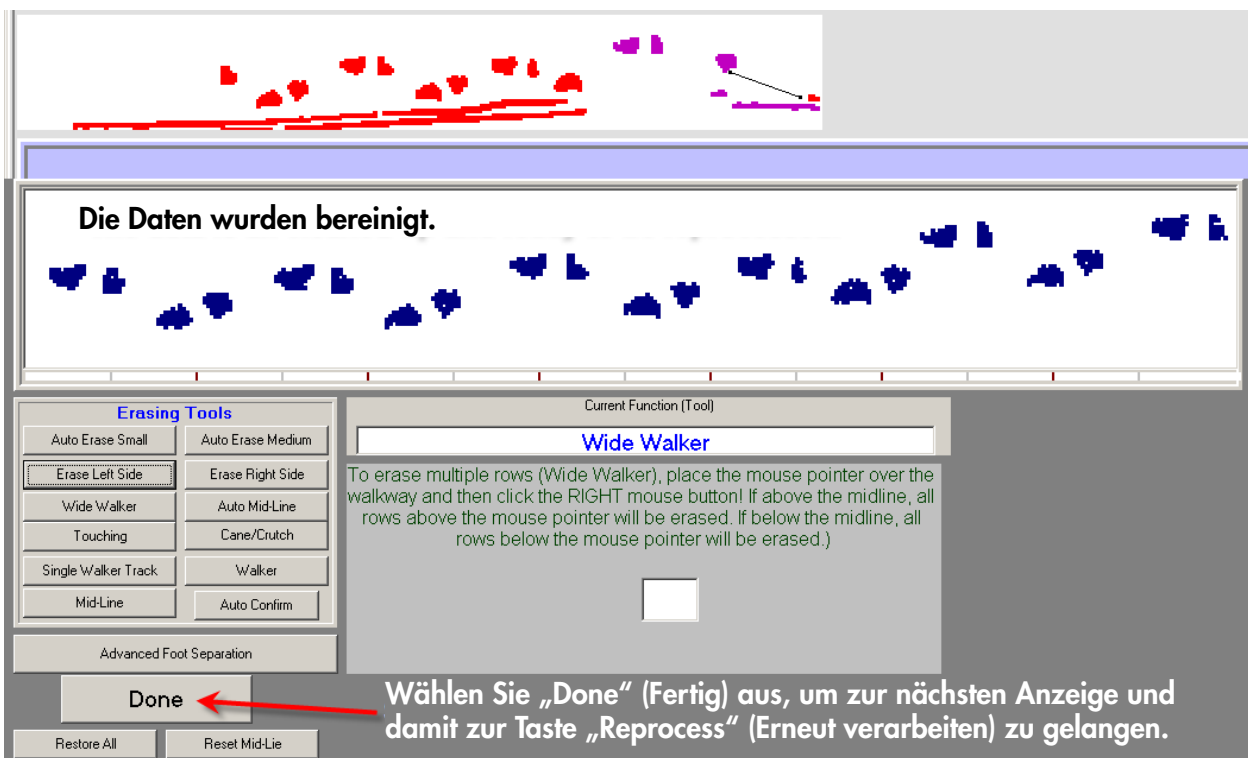 Die Daten wurden bereinigt.
Erasing Tools
Auto Erase Small
Auto Erase Medium
Erase Left Side
Erase Right Side
Wide Walker
Auto Mid-Line
Touching
Cane/Crutch
Single Walker Track
Walker
Mid-Line
Auto Confirm
Advanced Foot Separation
Done
Restore All
Reset Mid-Lie
Current Function (Tool)
Wide Walker
To erase multiple rows (Wide Walker), place the mouse pointer over the
walkway and then click the RIGHT mouse button! If above the midline, all
rows above the mouse pointer will be erased. If below the midline, all
rows below the mouse pointer will be erased.)
Wählen Sie „Done“ (Fertig) aus, um zur nächsten Anzeige und
damit zur Taste „Reprocess“ (Erneut verarbeiten) zu gelangen.